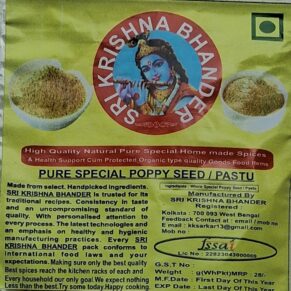 SRI KRISHNA BHANDER
High Quality Natural Pure Special Home made Spices
& Health Support Cum Protected Organic type quality Goods Food Items
PURE SPECIAL POPPY SEED / PASTU
Made from select. Handpicked ingredients.
SRI KRISHNA BHANDER is trusted for its
traditional recipes. Consistency in taste
and an uncompromising standard of
quality. With personalised attention to
every process. The latest technologies and
an emphasis on healthy and hygienic
manufacturing practices. Every SRI
KRISHNA BHANDER pack conforms to
international food laws and your
expectations. Making sure only the best quality
Best spices reach the kitchen racks of each and
Every household our only goal. We expect nothing
Less than the best. Try some today Happy cooking.
Ingredients : Whole Special Poppy Seed / Pastu
Manufactured By
SRI KRISHNA BHANDER
Registered
Kolkata : 700 093 West Bengal
Feedback Contact at : email / mob no
E-mail : kksarkar13@gmail.com
Mob no :
fssai
Lic No :
G.S.T No
Weight : g(WhPkt)MRP : 28/-
M.F Date : First Day Of This Year
EXP Date : Last Day Of This Year